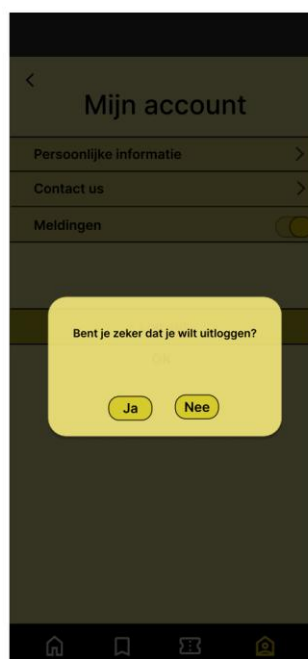 Mijn account
Persoonlijke informatie
Contact us
Meldingen
Bent je zeker dat je wilt uitloggen?
Ja
Nee